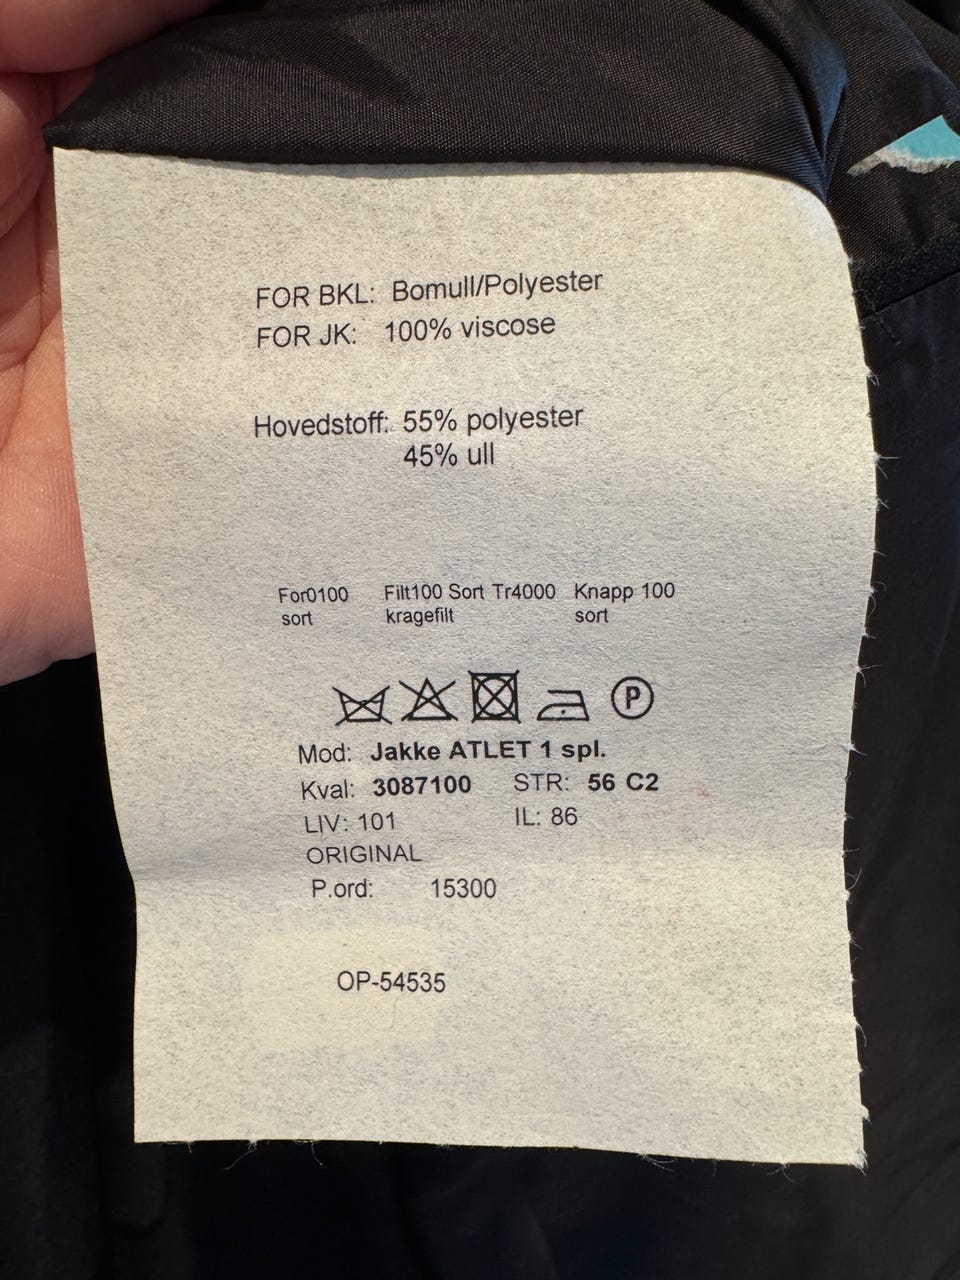 FOR BKL: Bomull/Polyester
FOR JK: 100% viscose
Hovedstoff: 55% polyester
45% ull
For0100 Filt100 Sort Tr4000 Knapp 100
sort kragefilt sort
P
Mod: Jakke ATLET 1 spl.
Kval: 3087100 STR: 56 C2
LIV: 101 IL: 86
ORIGINAL
P.ord: 15300
OP-54535